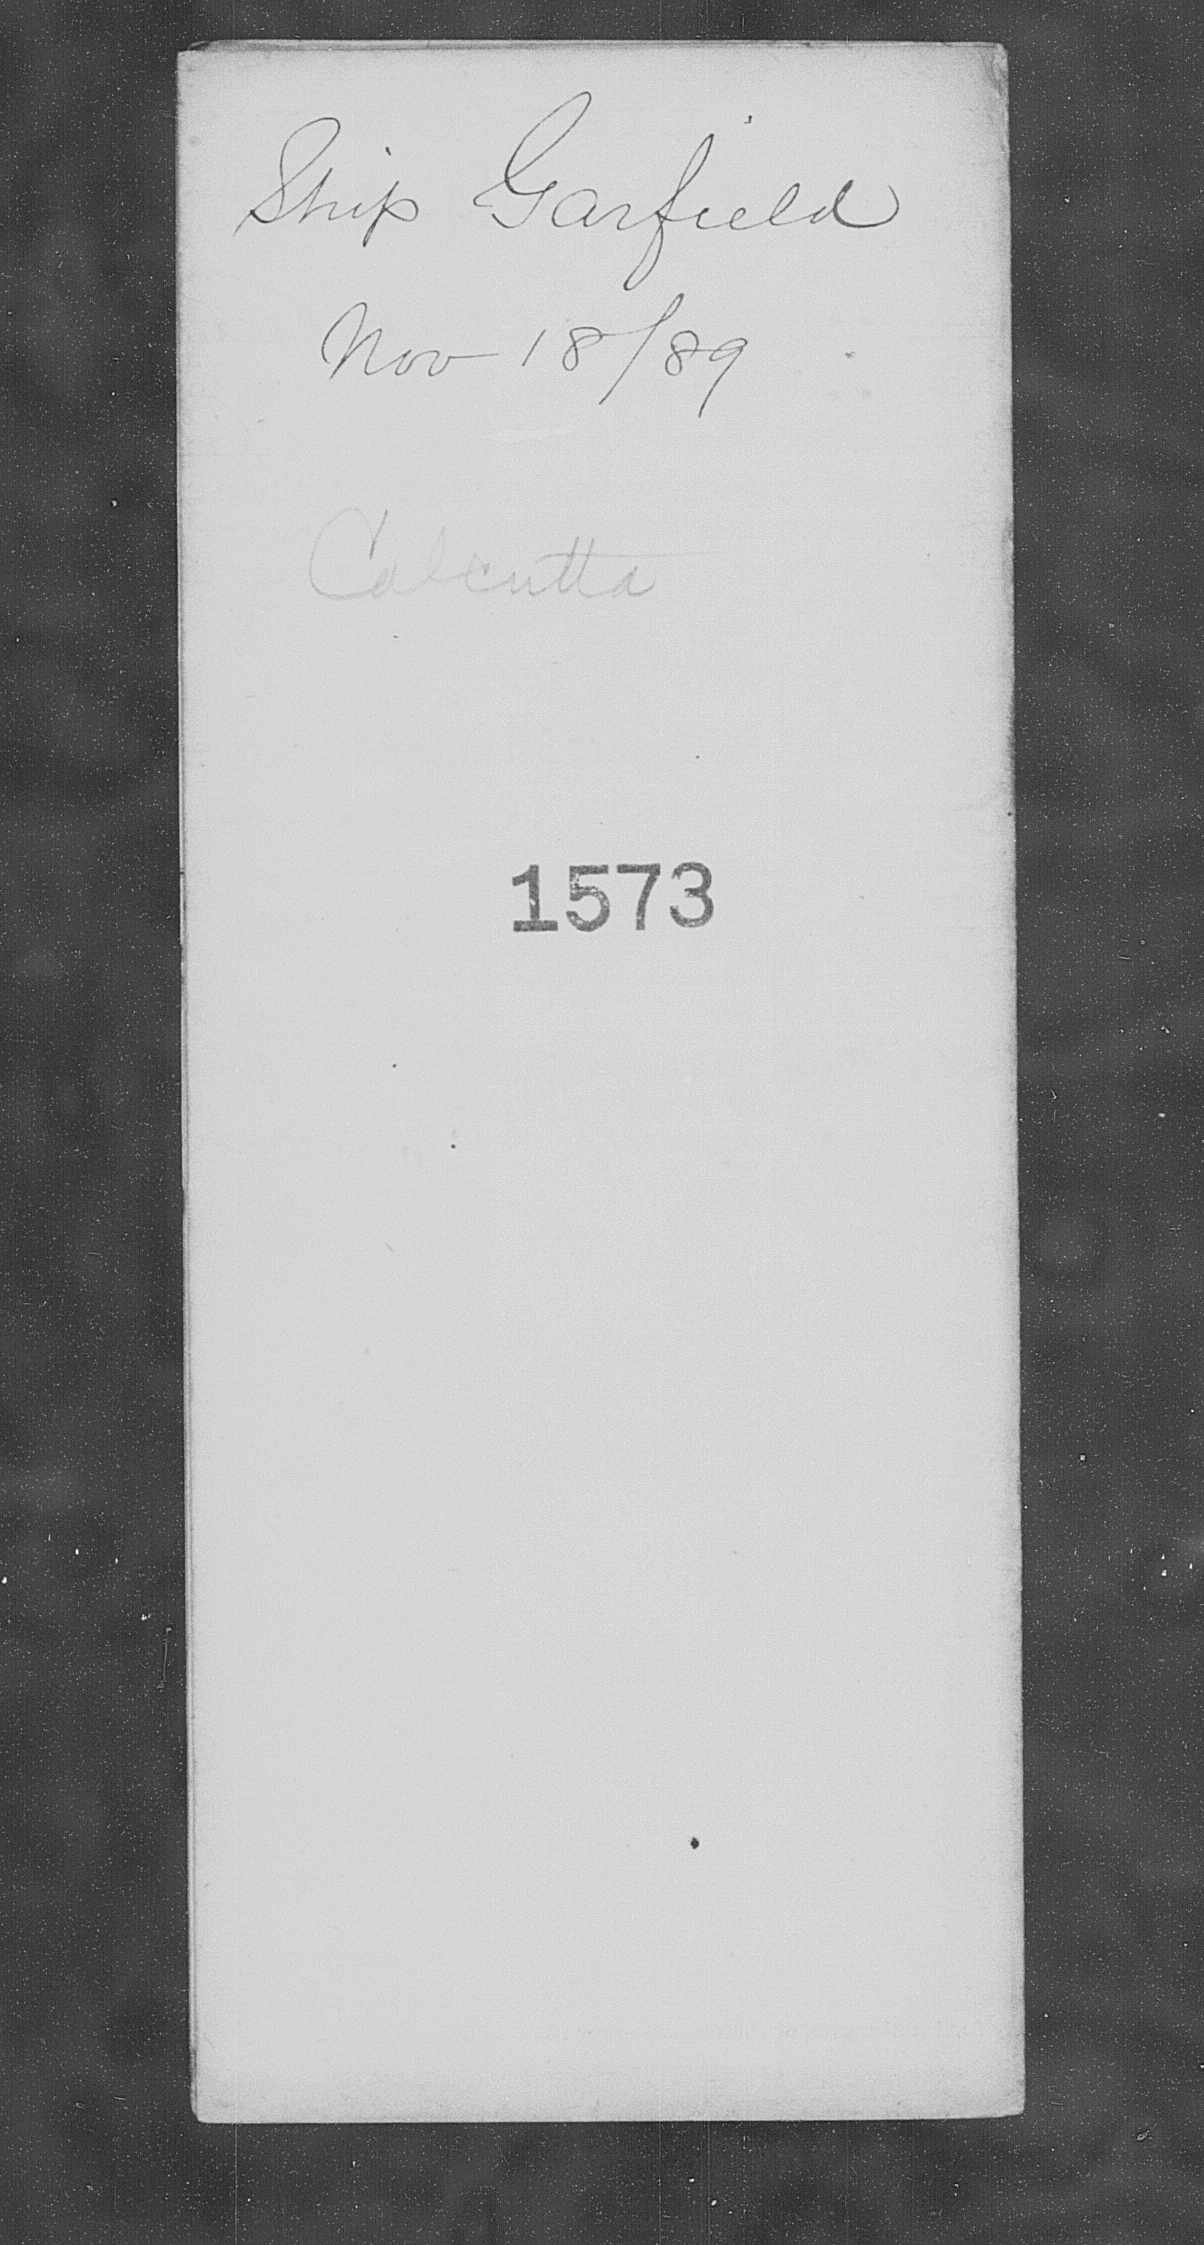 Ship Garfield
Nov 18/89
Calcutta
1573